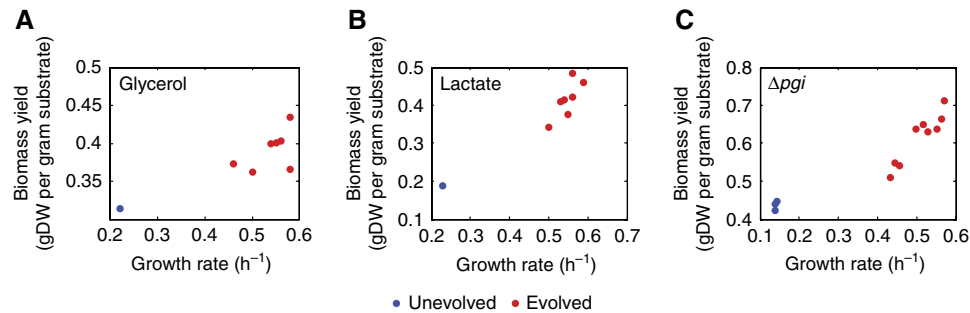 A
Biomass yield
(gDW per gram substrate)
0.5
0.45
0.35
Glycerol
0.2 0.3 0.4 0.5 0.6
Growth rate (h⁻¹)
B
Biomass yield
(gDW per gram substrate)
0.5
0.4
0.3
0.2
0.1
Lactate
0.2 0.3 0.4 0.5 0.6 0.7
Growth rate (h⁻¹)
C
Biomass yield
(gDW per gram substrate)
0.8
0.7
0.6
0.5
0.4
Δpgi
0.1 0.2 0.3 0.4 0.5 0.6
Growth rate (h⁻¹)
Unevolved Evolved